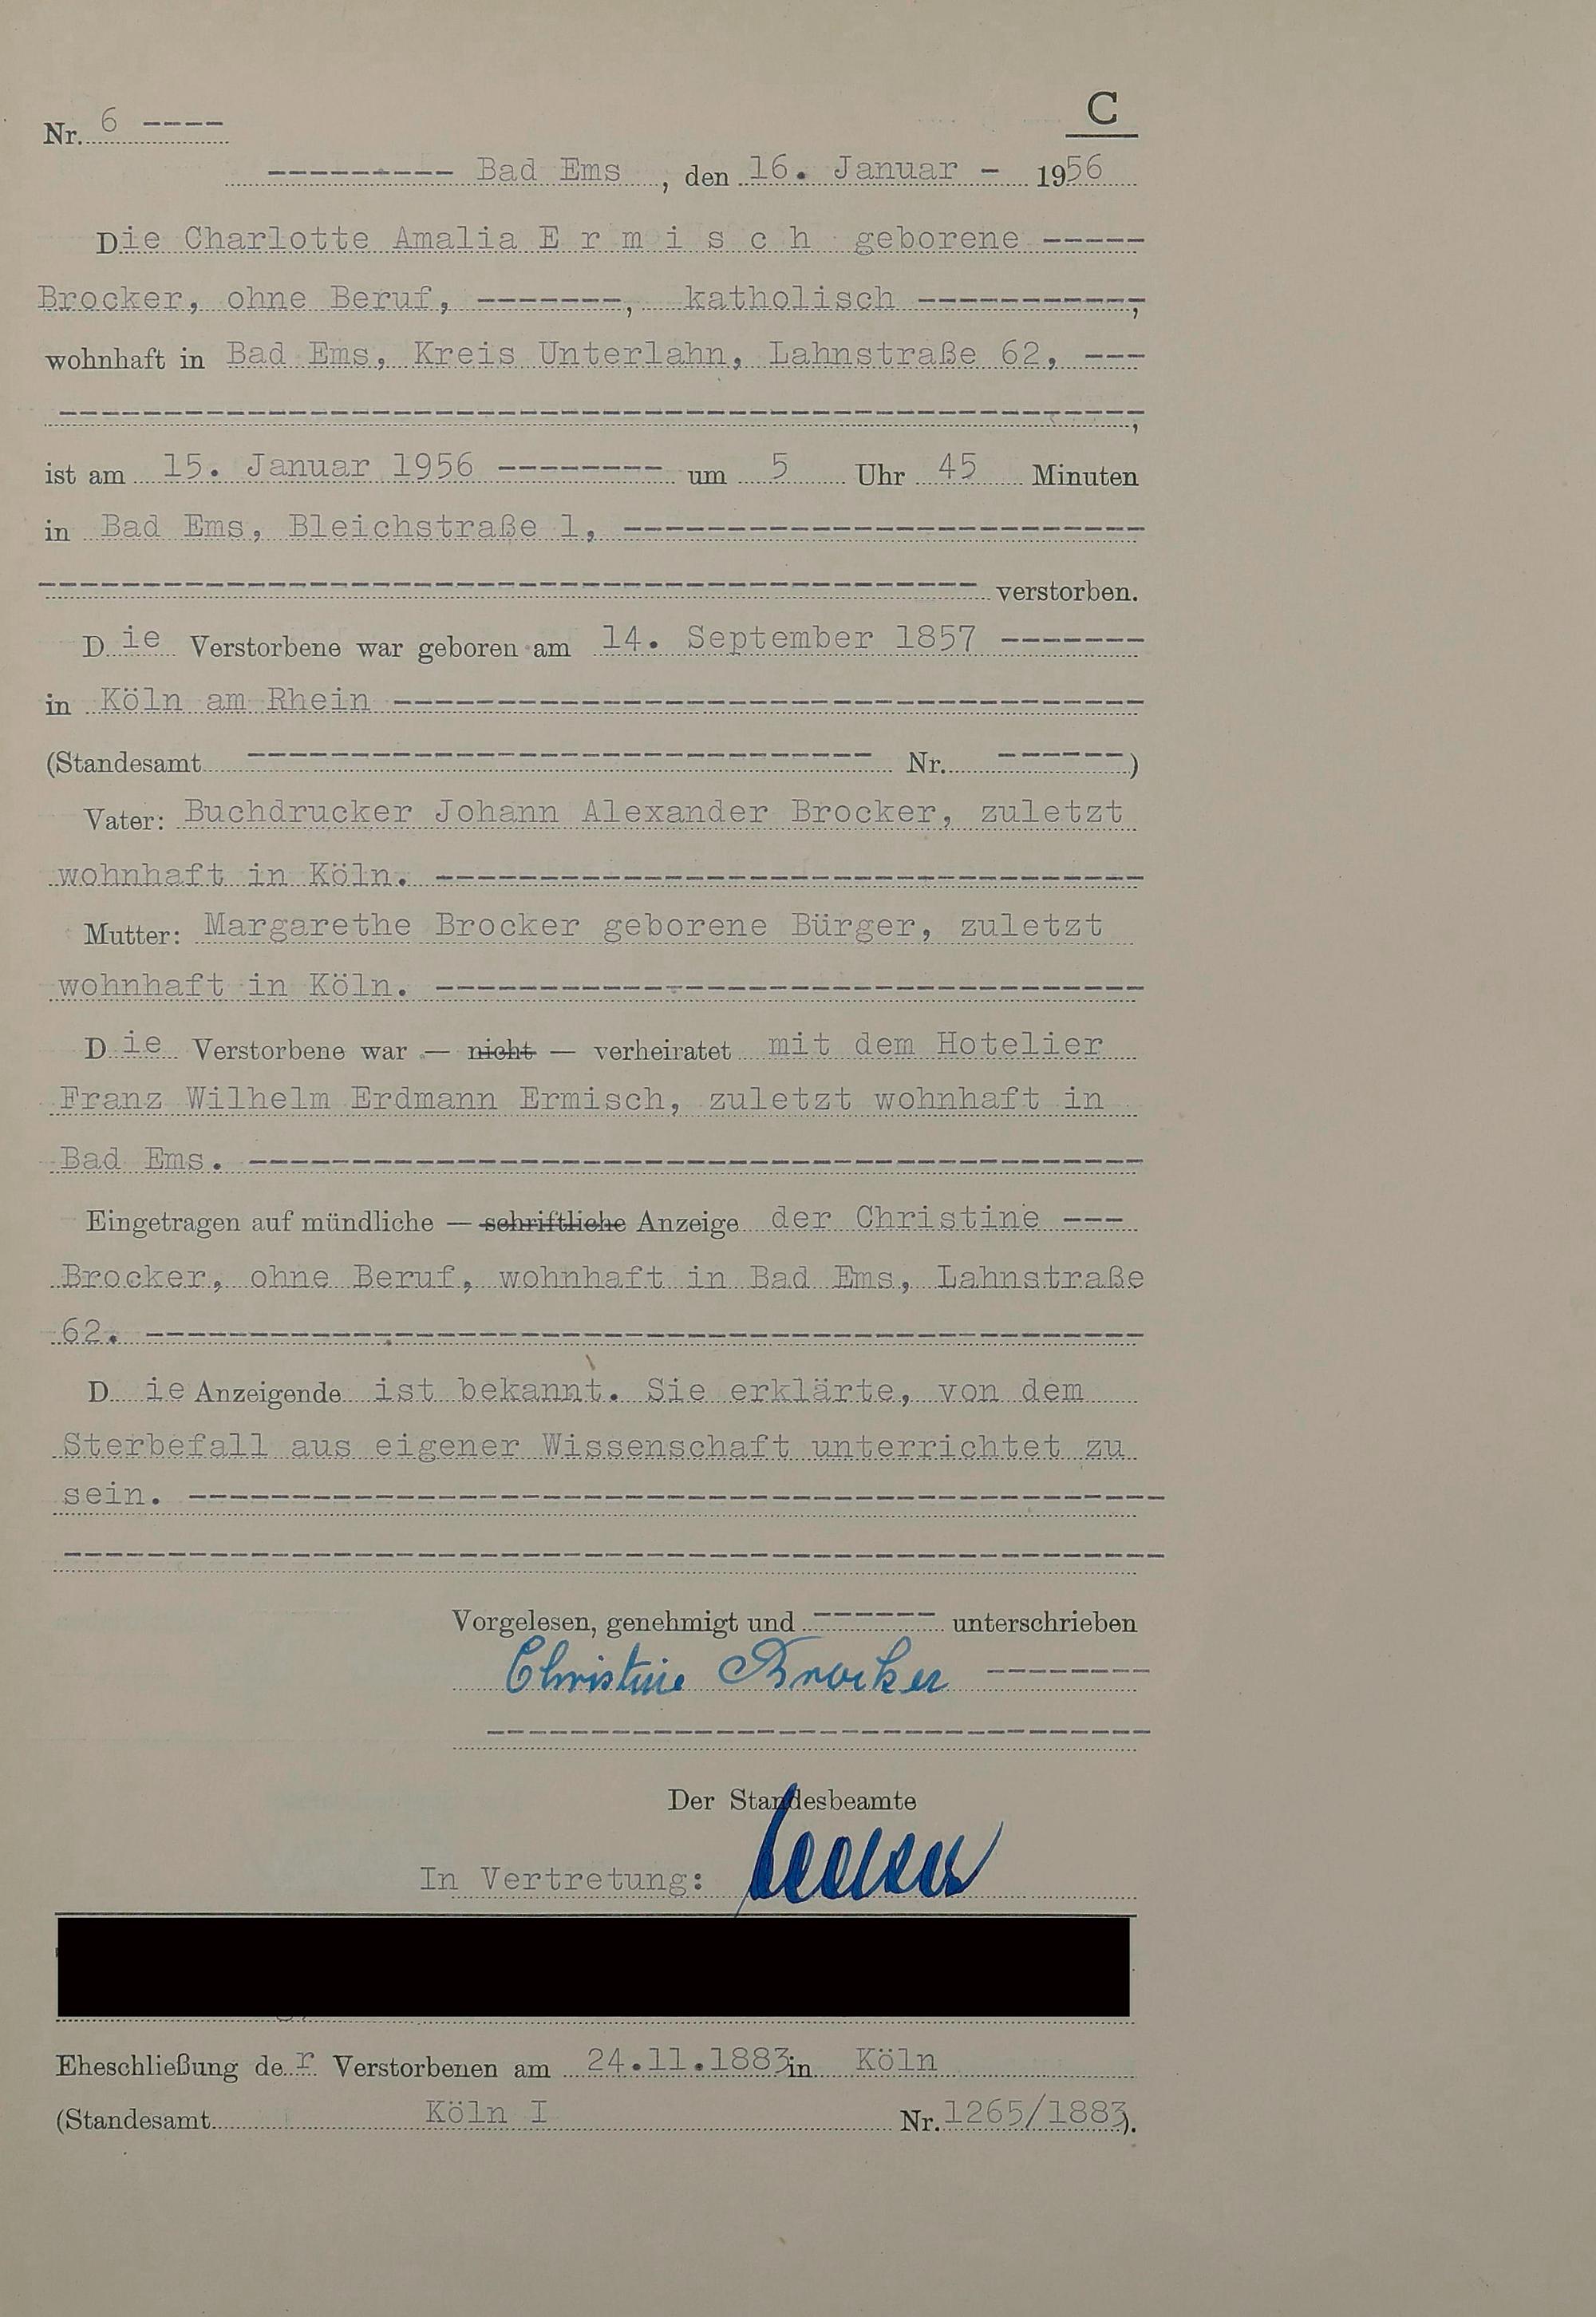 C
Nr. 6 ----
--------- Bad Ems , den 16. Januar - 1956
Die Charlotte Amalia E r m i s c h geborene -----
Brocker, ohne Beruf, -------, katholisch -----------,
wohnhaft in Bad Ems, Kreis Unterlahn, Lahnstraße 62, ---
----------------------------------------------------,
ist am 15. Januar 1956 -------- um 5 Uhr 45 Minuten
in Bad Ems, Bleichstraße 1, -------------------------
--------------------------------------------- verstorben.
Die Verstorbene war geboren am 14. September 1857 -------
in Köln am Rhein ------------------------------------
(Standesamt ------------------------------ Nr. ------)
Vater: Buchdrucker Johann Alexander Brocker, zuletzt
wohnhaft in Köln. ----------------------------------
Mutter: Margarethe Brocker geborene Bürger, zuletzt
wohnhaft in Köln. ----------------------------------
Die Verstorbene war — nicht — verheiratet mit dem Hotelier
Franz Wilhelm Erdmann Ermisch, zuletzt wohnhaft in
Bad Ems. -------------------------------------------
Eingetragen auf mündliche — schriftliche Anzeige der Christine ---
Brocker, ohne Beruf, wohnhaft in Bad Ems, Lahnstraße
62. ------------------------------------------------
Die Anzeigende ist bekannt. Sie erklärte, von dem
Sterbefall aus eigener Wissenschaft unterrichtet zu
sein. -----------------------------------------------
-----------------------------------------------------
Vorgelesen, genehmigt und ------ unterschrieben
Christine Brocker --------
--------------------------------
Der Standesbeamte
In Vertretung:
Eheschließung der Verstorbenen am 24.11.1883 in Köln
(Standesamt Köln I Nr. 1265/1883).